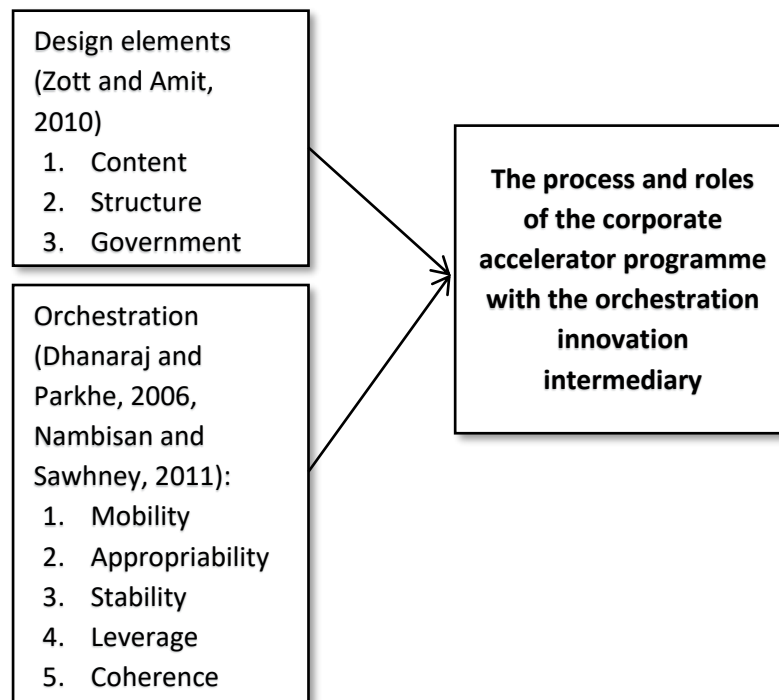 Design elements
(Zott and Amit,
2010)
1. Content
2. Structure
3. Government
Orchestration
(Dhanaraj and
Parkhe, 2006,
Nambisan and
Sawhney, 2011):
1. Mobility
2. Appropriability
3. Stability
4. Leverage
5. Coherence
The process and roles
of the corporate
accelerator programme
with the orchestration
innovation
intermediary